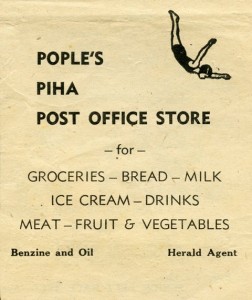 POPLE'S
PIHA
POST OFFICE STORE
– for –
GROCERIES – BREAD – MILK
ICE CREAM – DRINKS
MEAT – FRUIT & VEGETABLES
Benzine and Oil Herald Agent